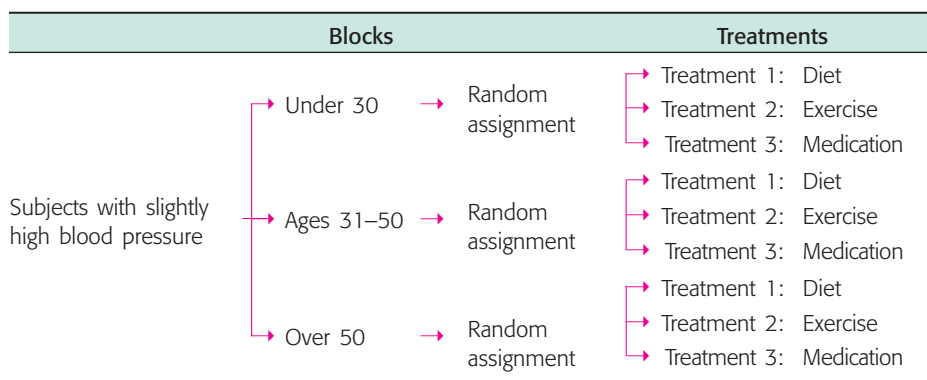 Blocks Treatments
Subjects with slightly
high blood pressure
Under 30
Random
assignment
Treatment 1: Diet
Treatment 2: Exercise
Treatment 3: Medication
Ages 31–50
Random
assignment
Treatment 1: Diet
Treatment 2: Exercise
Treatment 3: Medication
Over 50
Random
assignment
Treatment 1: Diet
Treatment 2: Exercise
Treatment 3: Medication